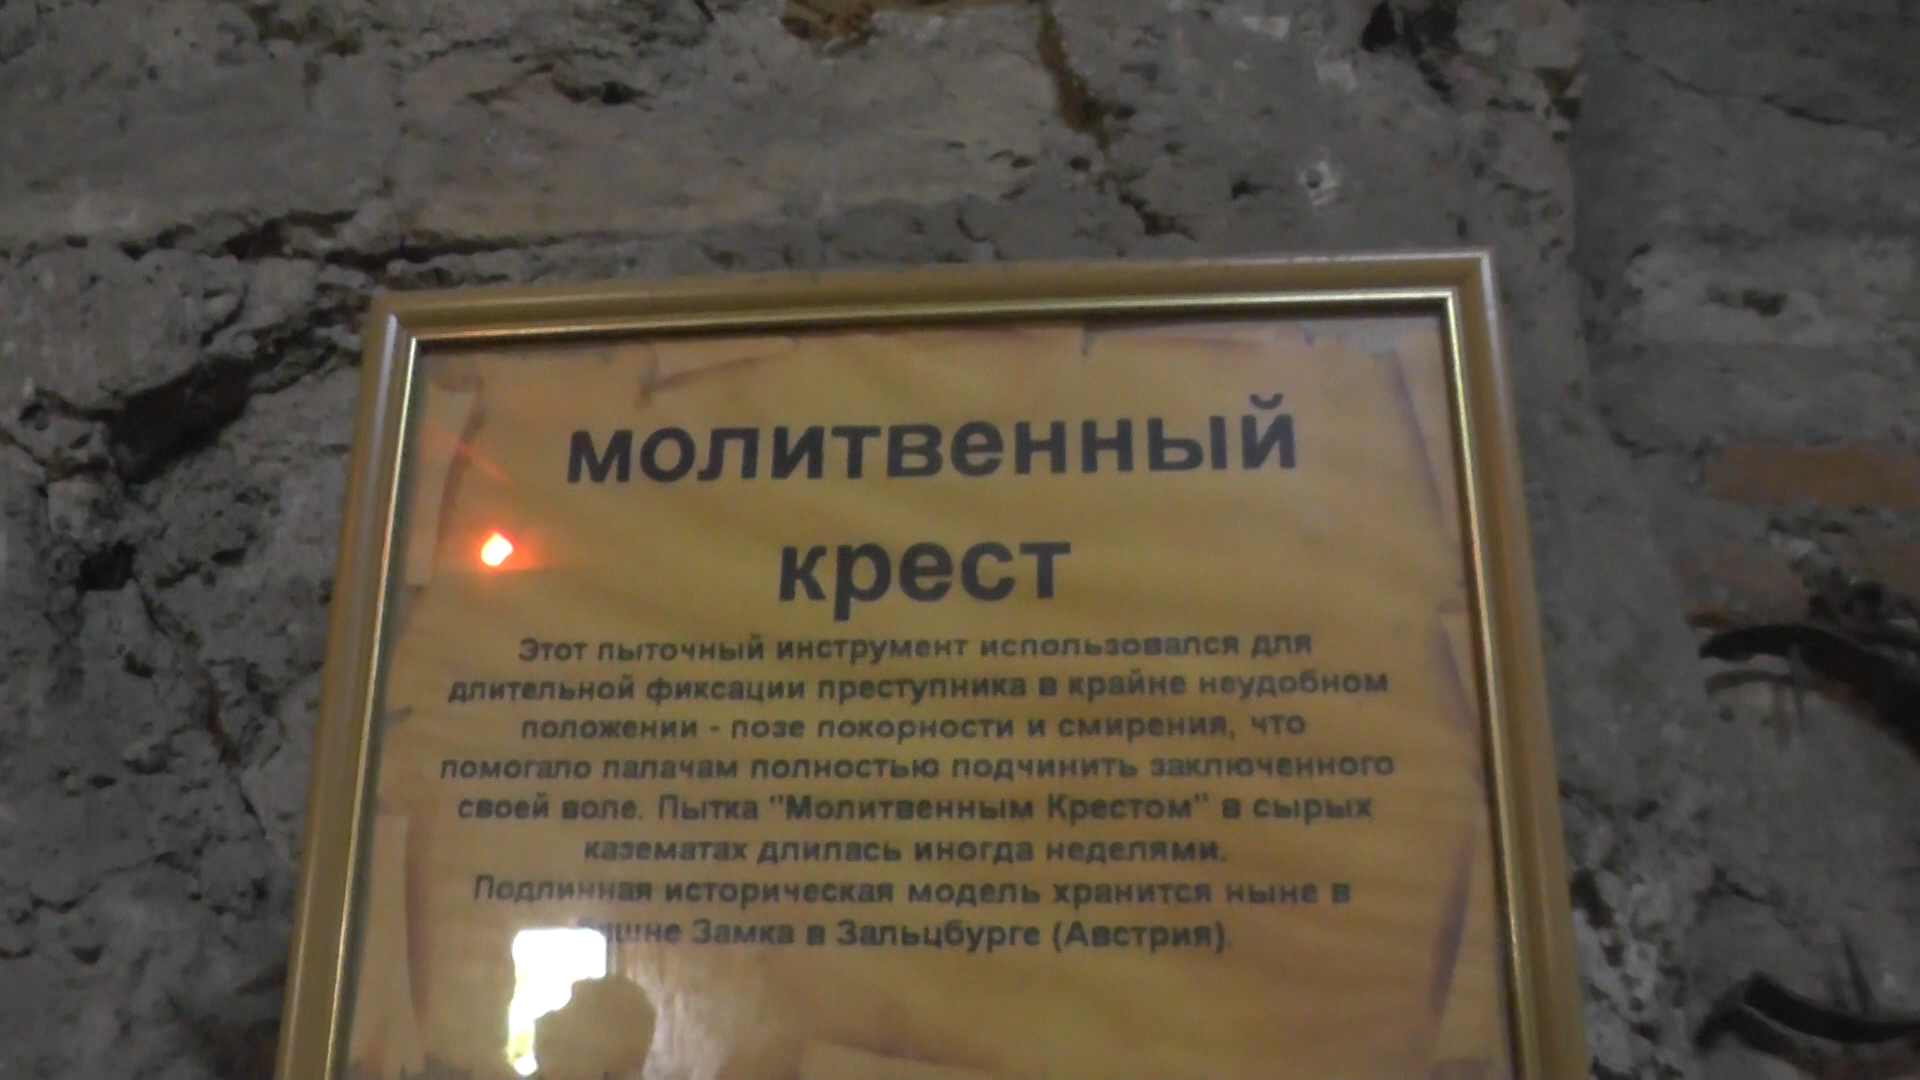 молитвенный
крест
Этот пыточный инструмент использовался для
длительной фиксации преступника в крайне неудобном
положении - позе покорности и смирения, что
помогало палачам полностью подчинить заключенного
своей воле. Пытка "Молитвенным Крестом" в сырых
казематах длилась иногда неделями.
Подлинная историческая модель хранится ныне в
Замка в Зальцбурге (Австрия).